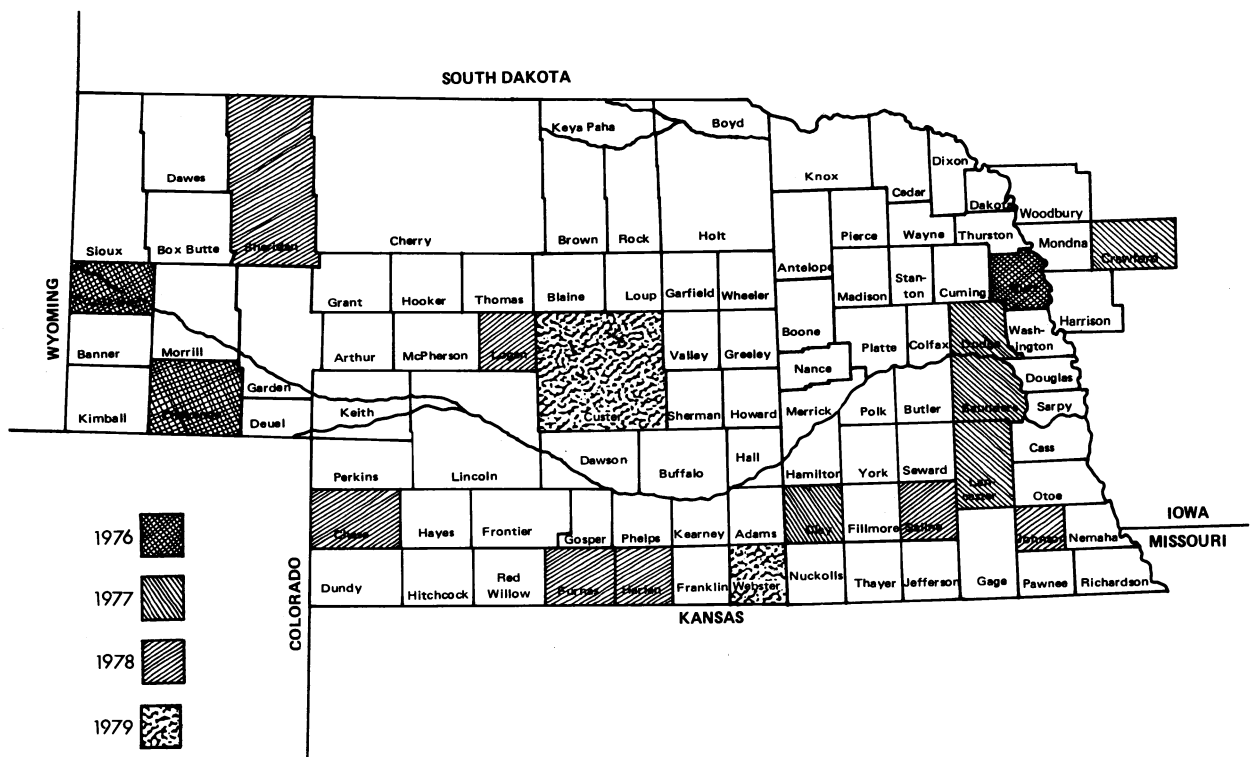 SOUTH DAKOTA
Keya Paha
Boyd
Dawes
Knox
Dixon
Cedar
Dakota
Woodbury
Sioux
Box Butte
Sheridan
Cherry
Brown
Rock
Holt
Pierce
Wayne
Thurston
Mondna
Crawford
Antelope
Grant
Hooker
Thomas
Blaine
Loup
Garfield
Wheeler
Madison
Stan-
ton
Cuming
Burt
Harrison
WYOMING
Banner
Morrill
Arthur
McPherson
Logan
Valley
Greeley
Boone
Platte
Colfax
Dodge
Wash-
ington
Nance
Douglas
Garden
Kimball
Deuel
Keith
Custer
Sherman
Howard
Merrick
Polk
Butler
Saunders
Sarpy
Cass
Perkins
Lincoln
Dawson
Buffalo
Hall
Hamilton
York
Seward
Lan-
caster
Otoe
Chase
Hayes
Frontier
Gosper
Phelps
Kearney
Adams
Clay
Fillmore
Saline
Johnson
Nemaha
IOWA
MISSOURI
Dundy
Hitchcock
Red
Willow
Furnas
Harlan
Franklin
Webster
Nuckolls
Thayer
Jefferson
Gage
Pawnee
Richardson
COLORADO
KANSAS
1976
1977
1978
1979